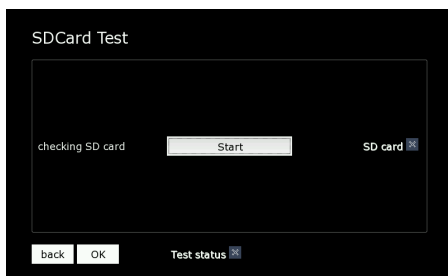 SDCard Test
checking SD card
Start
SD card
back
OK
Test status